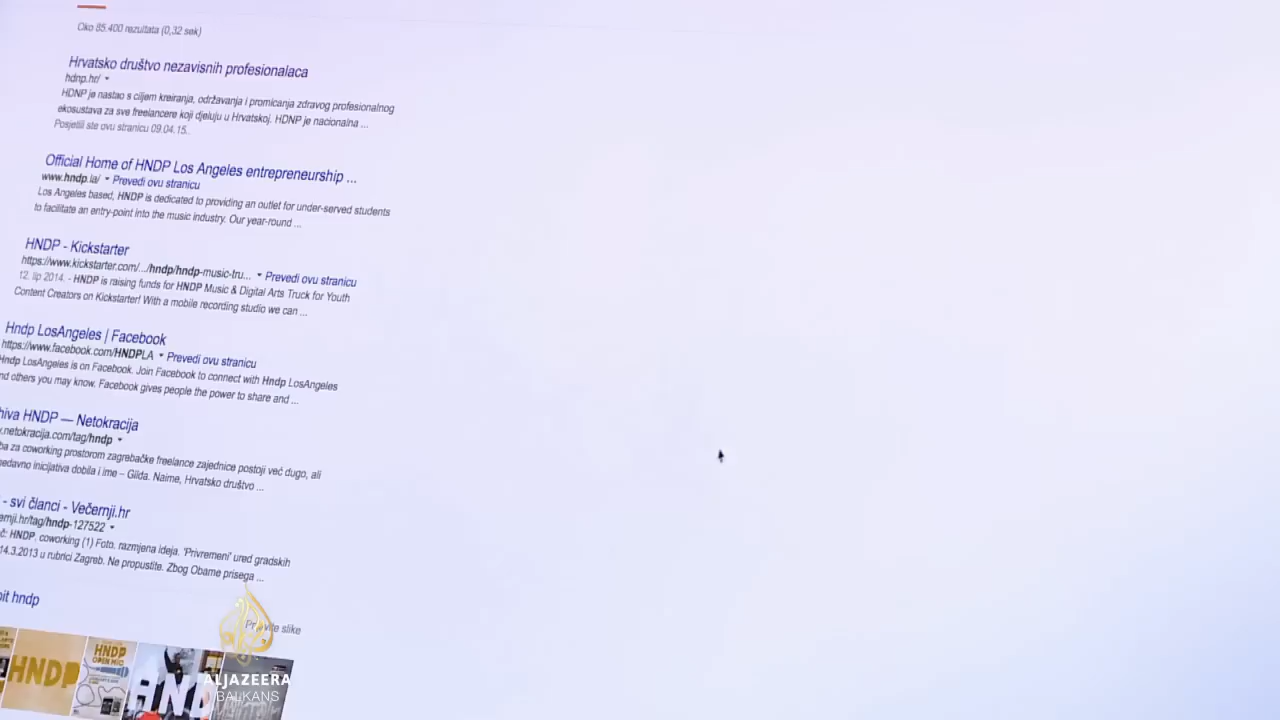 Oko 85.400 rezultata (0,32 sek)
Hrvatsko društvo nezavisnih profesionalaca
hdnp.hr/
HDNP je nastao s ciljem kreiranja, održavanja i promicanja zdravog profesionalnog
ekosustava za sve freelancere koji djeluju u Hrvatskoj. HDNP je nacionalna ...
Posjetili ste ovu stranicu 09.04.15..
Official Home of HNDP Los Angeles entrepreneurship ...
www.hndp.la/ Prevedi ovu stranicu
Los Angeles based, HNDP is dedicated to providing an outlet for under-served students
to facilitate an entry-point into the music industry. Our year-round ...
HNDP - Kickstarter
https://www.kickstarter.com/.../hndp/hndp-music-tru... Prevedi ovu stranicu
12. lip 2014. - HNDP is raising funds for HNDP Music & Digital Arts Truck for Youth
Content Creators on Kickstarter! With a mobile recording studio we can ...
Hndp LosAngeles | Facebook
https://www.facebook.com/HNDPLA Prevedi ovu stranicu
Hndp LosAngeles is on Facebook. Join Facebook to connect with Hndp LosAngeles
nd others you may know. Facebook gives people the power to share and ...
hiva HNDP — Netokracija
.netokracija.com/tag/hndp
ba za coworking prostorom zagrebačke freelance zajednice postoji već dugo, ali
nedavno inicijativa dobila i ime – Gilda. Naime, Hrvatsko društvo ...
- svi članci - Večernji.hr
ernji.hr/tag/hndp-127522
č: HNDP. coworking (1) Foto. razmjena ideja. 'Privremeni' ured gradskih
14.3.2013 u rubrici Zagreb. Ne propustite. Zbog Obame prisega ...
pit hndp
slike
HNDP
HNDP
OPEN MIC
HND
ALJAZEERA
BALKANS